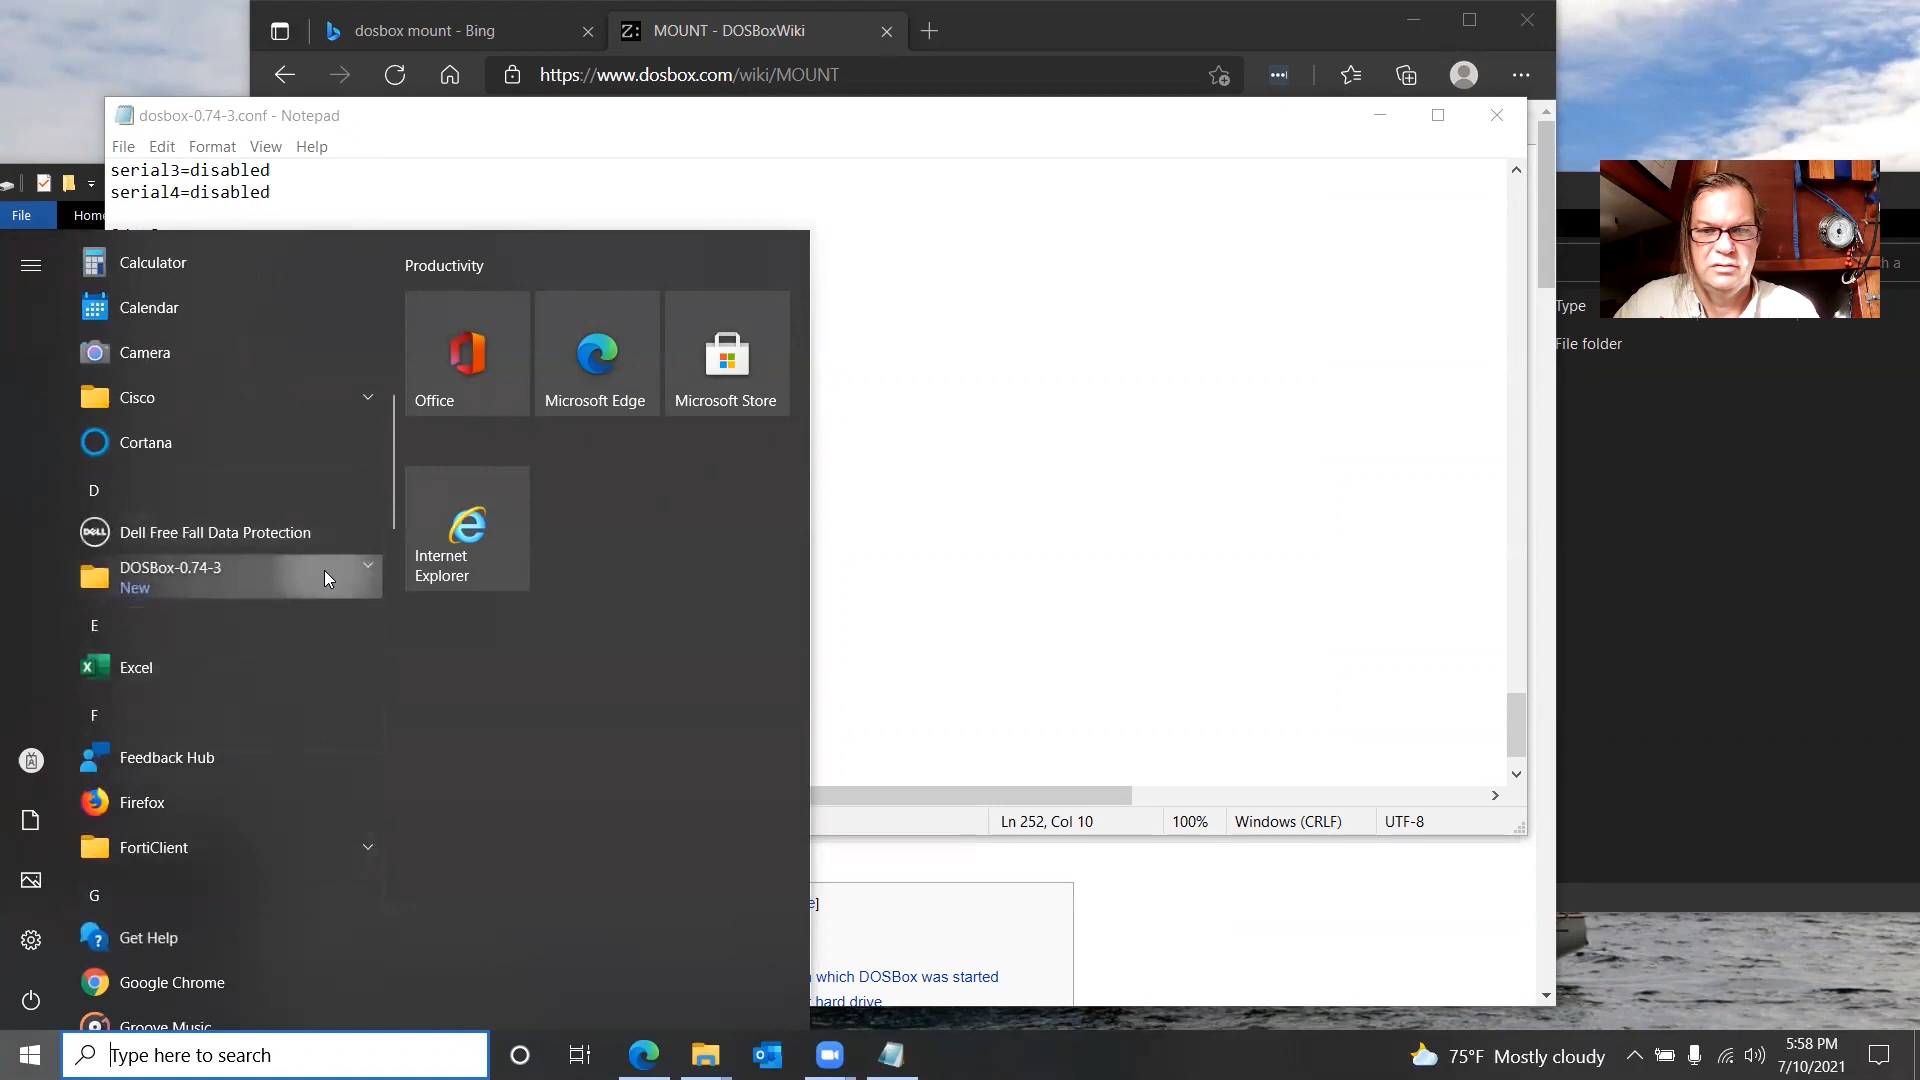 dosbox mount - Bing
MOUNT - DOSBoxWiki
https://www.dosbox.com/wiki/MOUNT
dosbox-0.74-3.conf - Notepad
File Edit Format View Help
serial3=disabled
serial4=disabled
File
Home
Calculator
Calendar
Camera
Cisco
Cortana
D
Dell Free Fall Data Protection
DOSBox-0.74-3
New
E
Excel
F
Feedback Hub
Firefox
FortiClient
G
Get Help
Google Chrome
Groove Music
Productivity
Office
Microsoft Edge
Microsoft Store
Internet
Explorer
Type
File folder
Ln 252, Col 10
100%
Windows (CRLF)
UTF-8
e]
which DOSBox was started
hard drive
Type here to search
75°F Mostly cloudy
5:58 PM
7/10/2021